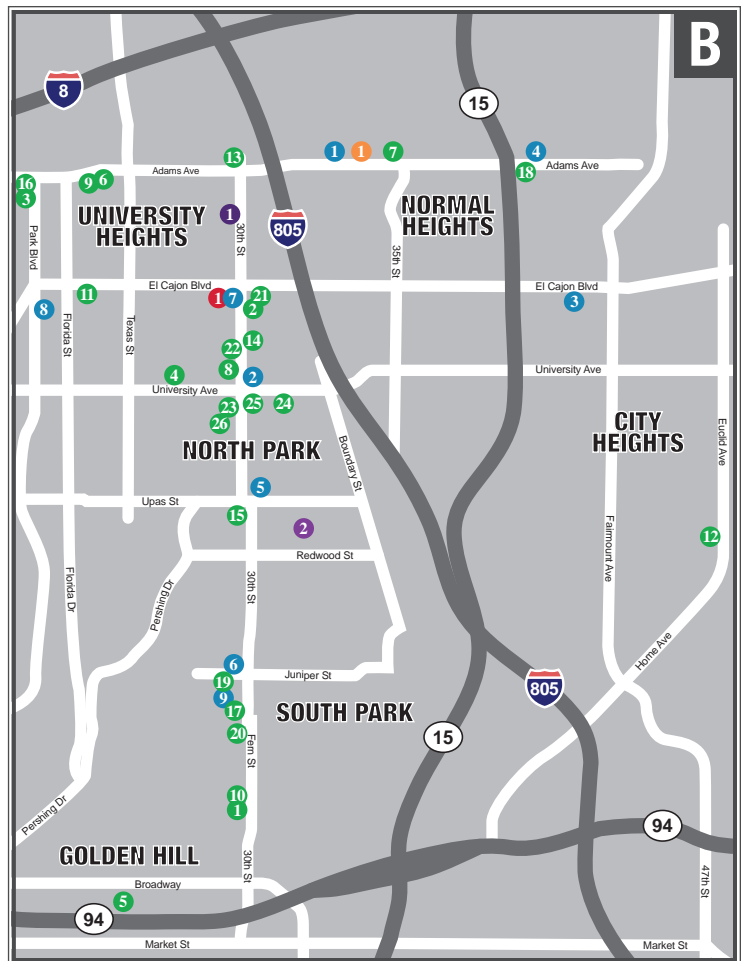 B
8
15
13
1
1
7
4
Adams Ave
Adams Ave
18
16
9
6
3
UNIVERSITY
HEIGHTS
1
805
NORMAL
HEIGHTS
Park Blvd
30th St
35th St
El Cajon Blvd
El Cajon Blvd
11
1
7
21
2
3
8
Florida St
Texas St
14
22
8
4
2
University Ave
University Ave
23
25
24
26
NORTH PARK
Boundary St
CITY
HEIGHTS
Euclid Ave
5
Upas St
15
2
12
Redwood St
Fairmount Ave
Florida Dr
Pershing Dr
30th St
Home Ave
6
Juniper St
19
9
17
SOUTH PARK
805
20
Fern St
15
10
1
Pershing Dr
94
GOLDEN HILL
30th St
Broadway
47th St
5
94
Market St
Market St